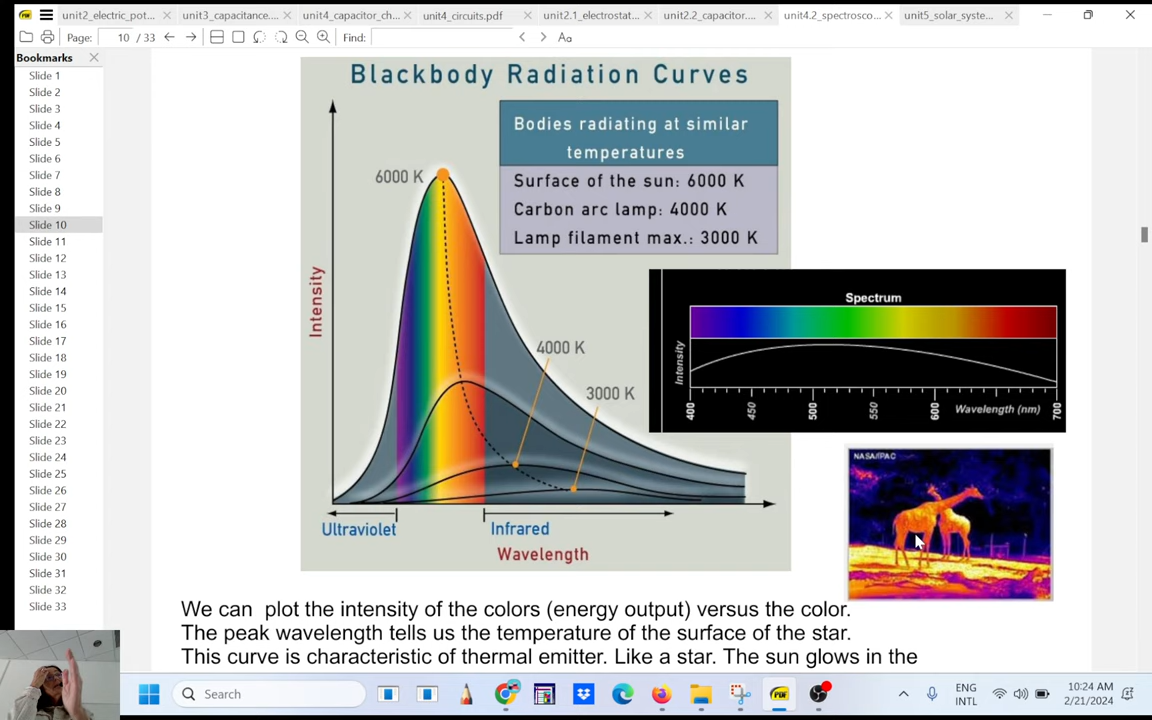 unit2_electric_pot...
unit3_capacitance....
unit4_capacitor_ch...
unit4_circuits.pdf
unit2.1_electrostat...
unit2.2_capacitor....
unit4.2_spectrosco...
unit5_solar_syste...
Page: 10 / 33
Find:
Aa
Bookmarks
Slide 1
Slide 2
Slide 3
Slide 4
Slide 5
Slide 6
Slide 7
Slide 8
Slide 9
Slide 10
Slide 11
Slide 12
Slide 13
Slide 14
Slide 15
Slide 16
Slide 17
Slide 18
Slide 19
Slide 20
Slide 21
Slide 22
Slide 23
Slide 24
Slide 25
Slide 26
Slide 27
Slide 28
Slide 29
Slide 30
Slide 31
Slide 32
Slide 33
Blackbody Radiation Curves
Bodies radiating at similar
temperatures
Surface of the sun: 6000 K
Carbon arc lamp: 4000 K
Lamp filament max.: 3000 K
6000 K
4000 K
3000 K
Intensity
Ultraviolet
Infrared
Wavelength
Spectrum
Intensity
400
450
500
550
600
Wavelength (nm)
700
NASA/IPAC
We can plot the intensity of the colors (energy output) versus the color.
The peak wavelength tells us the temperature of the surface of the star.
This curve is characteristic of thermal emitter. Like a star. The sun glows in the
Search
PDF
ENG
INTL
10:24 AM
2/21/2024